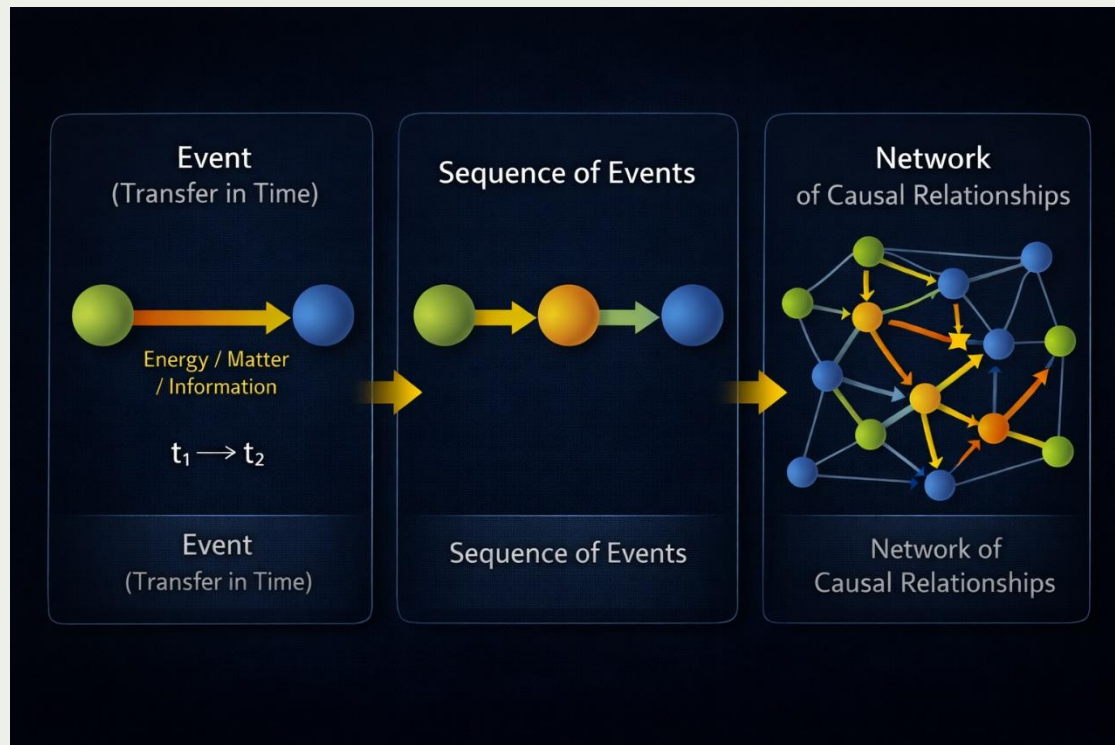 Event
(Transfer in Time)
Energy / Matter
/ Information
t₁ ⟶ t₂
Event
(Transfer in Time)
Sequence of Events
Sequence of Events
Network
of Causal Relationships
Network of
Causal Relationships